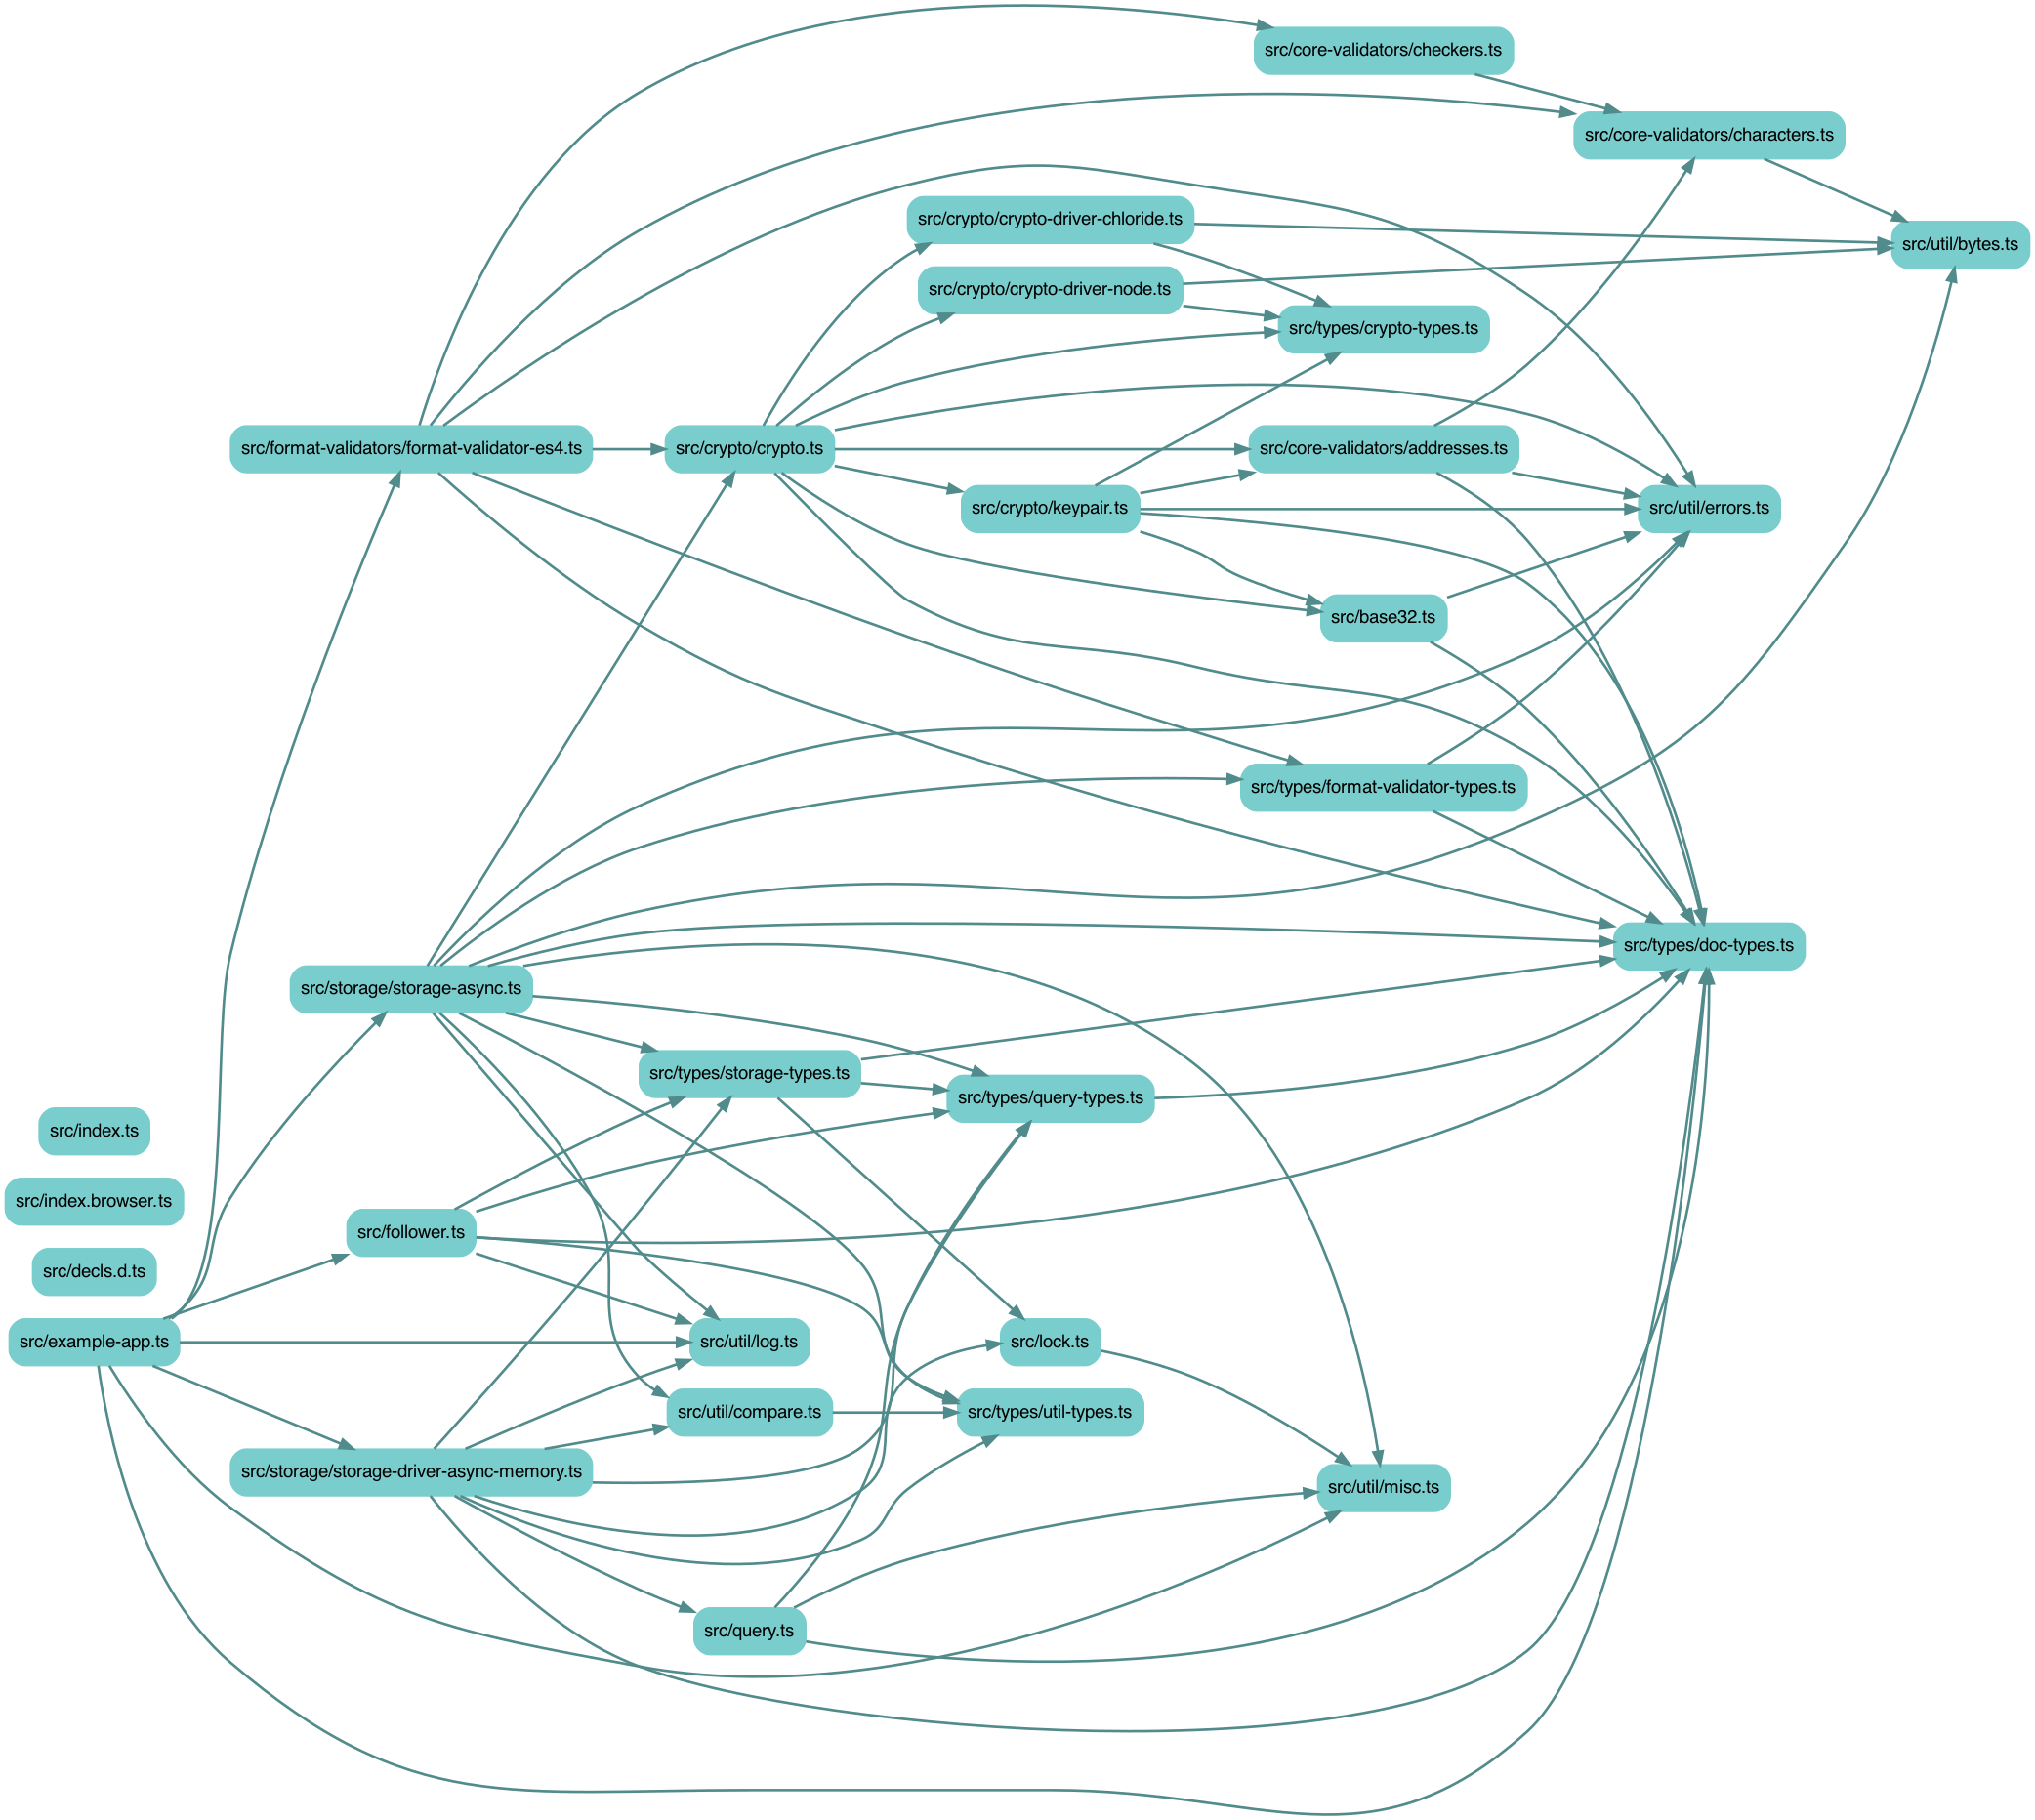 src/core-validators/checkers.ts
src/core-validators/characters.ts
src/crypto/crypto-driver-chloride.ts
src/util/bytes.ts
src/crypto/crypto-driver-node.ts
src/types/crypto-types.ts
src/format-validators/format-validator-es4.ts
src/crypto/crypto.ts
src/core-validators/addresses.ts
src/crypto/keypair.ts
src/util/errors.ts
src/base32.ts
src/types/format-validator-types.ts
src/types/doc-types.ts
src/storage/storage-async.ts
src/types/storage-types.ts
src/types/query-types.ts
src/index.ts
src/index.browser.ts
src/follower.ts
src/decls.d.ts
src/example-app.ts
src/util/log.ts
src/lock.ts
src/util/compare.ts
src/types/util-types.ts
src/storage/storage-driver-async-memory.ts
src/util/misc.ts
src/query.ts